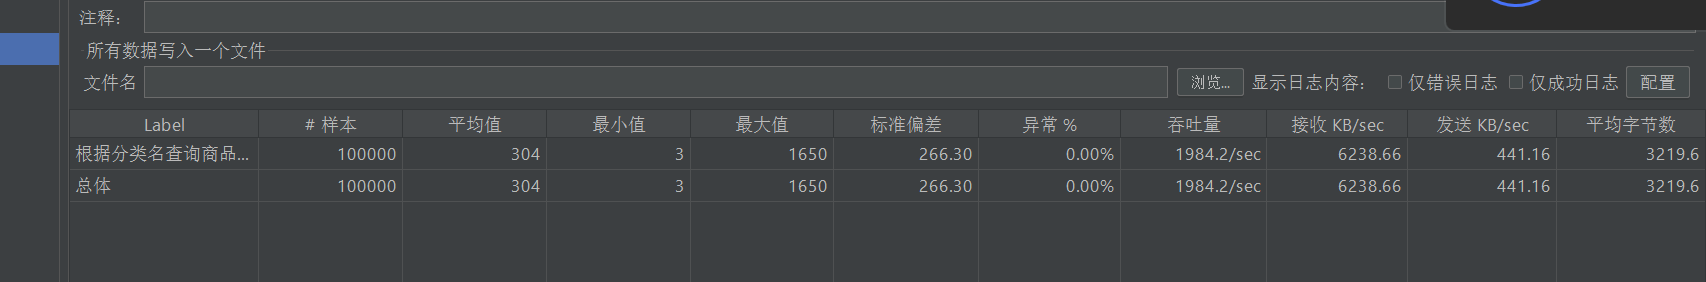 注释：
所有数据写入一个文件
文件名 浏览... 显示日志内容： 仅错误日志 仅成功日志 配置
Label # 样本 平均值 最小值 最大值 标准偏差 异常 % 吞吐量 接收 KB/sec 发送 KB/sec 平均字节数
根据分类名查询商品... 100000 304 3 1650 266.30 0.00% 1984.2/sec 6238.66 441.16 3219.6
总体 100000 304 3 1650 266.30 0.00% 1984.2/sec 6238.66 441.16 3219.6